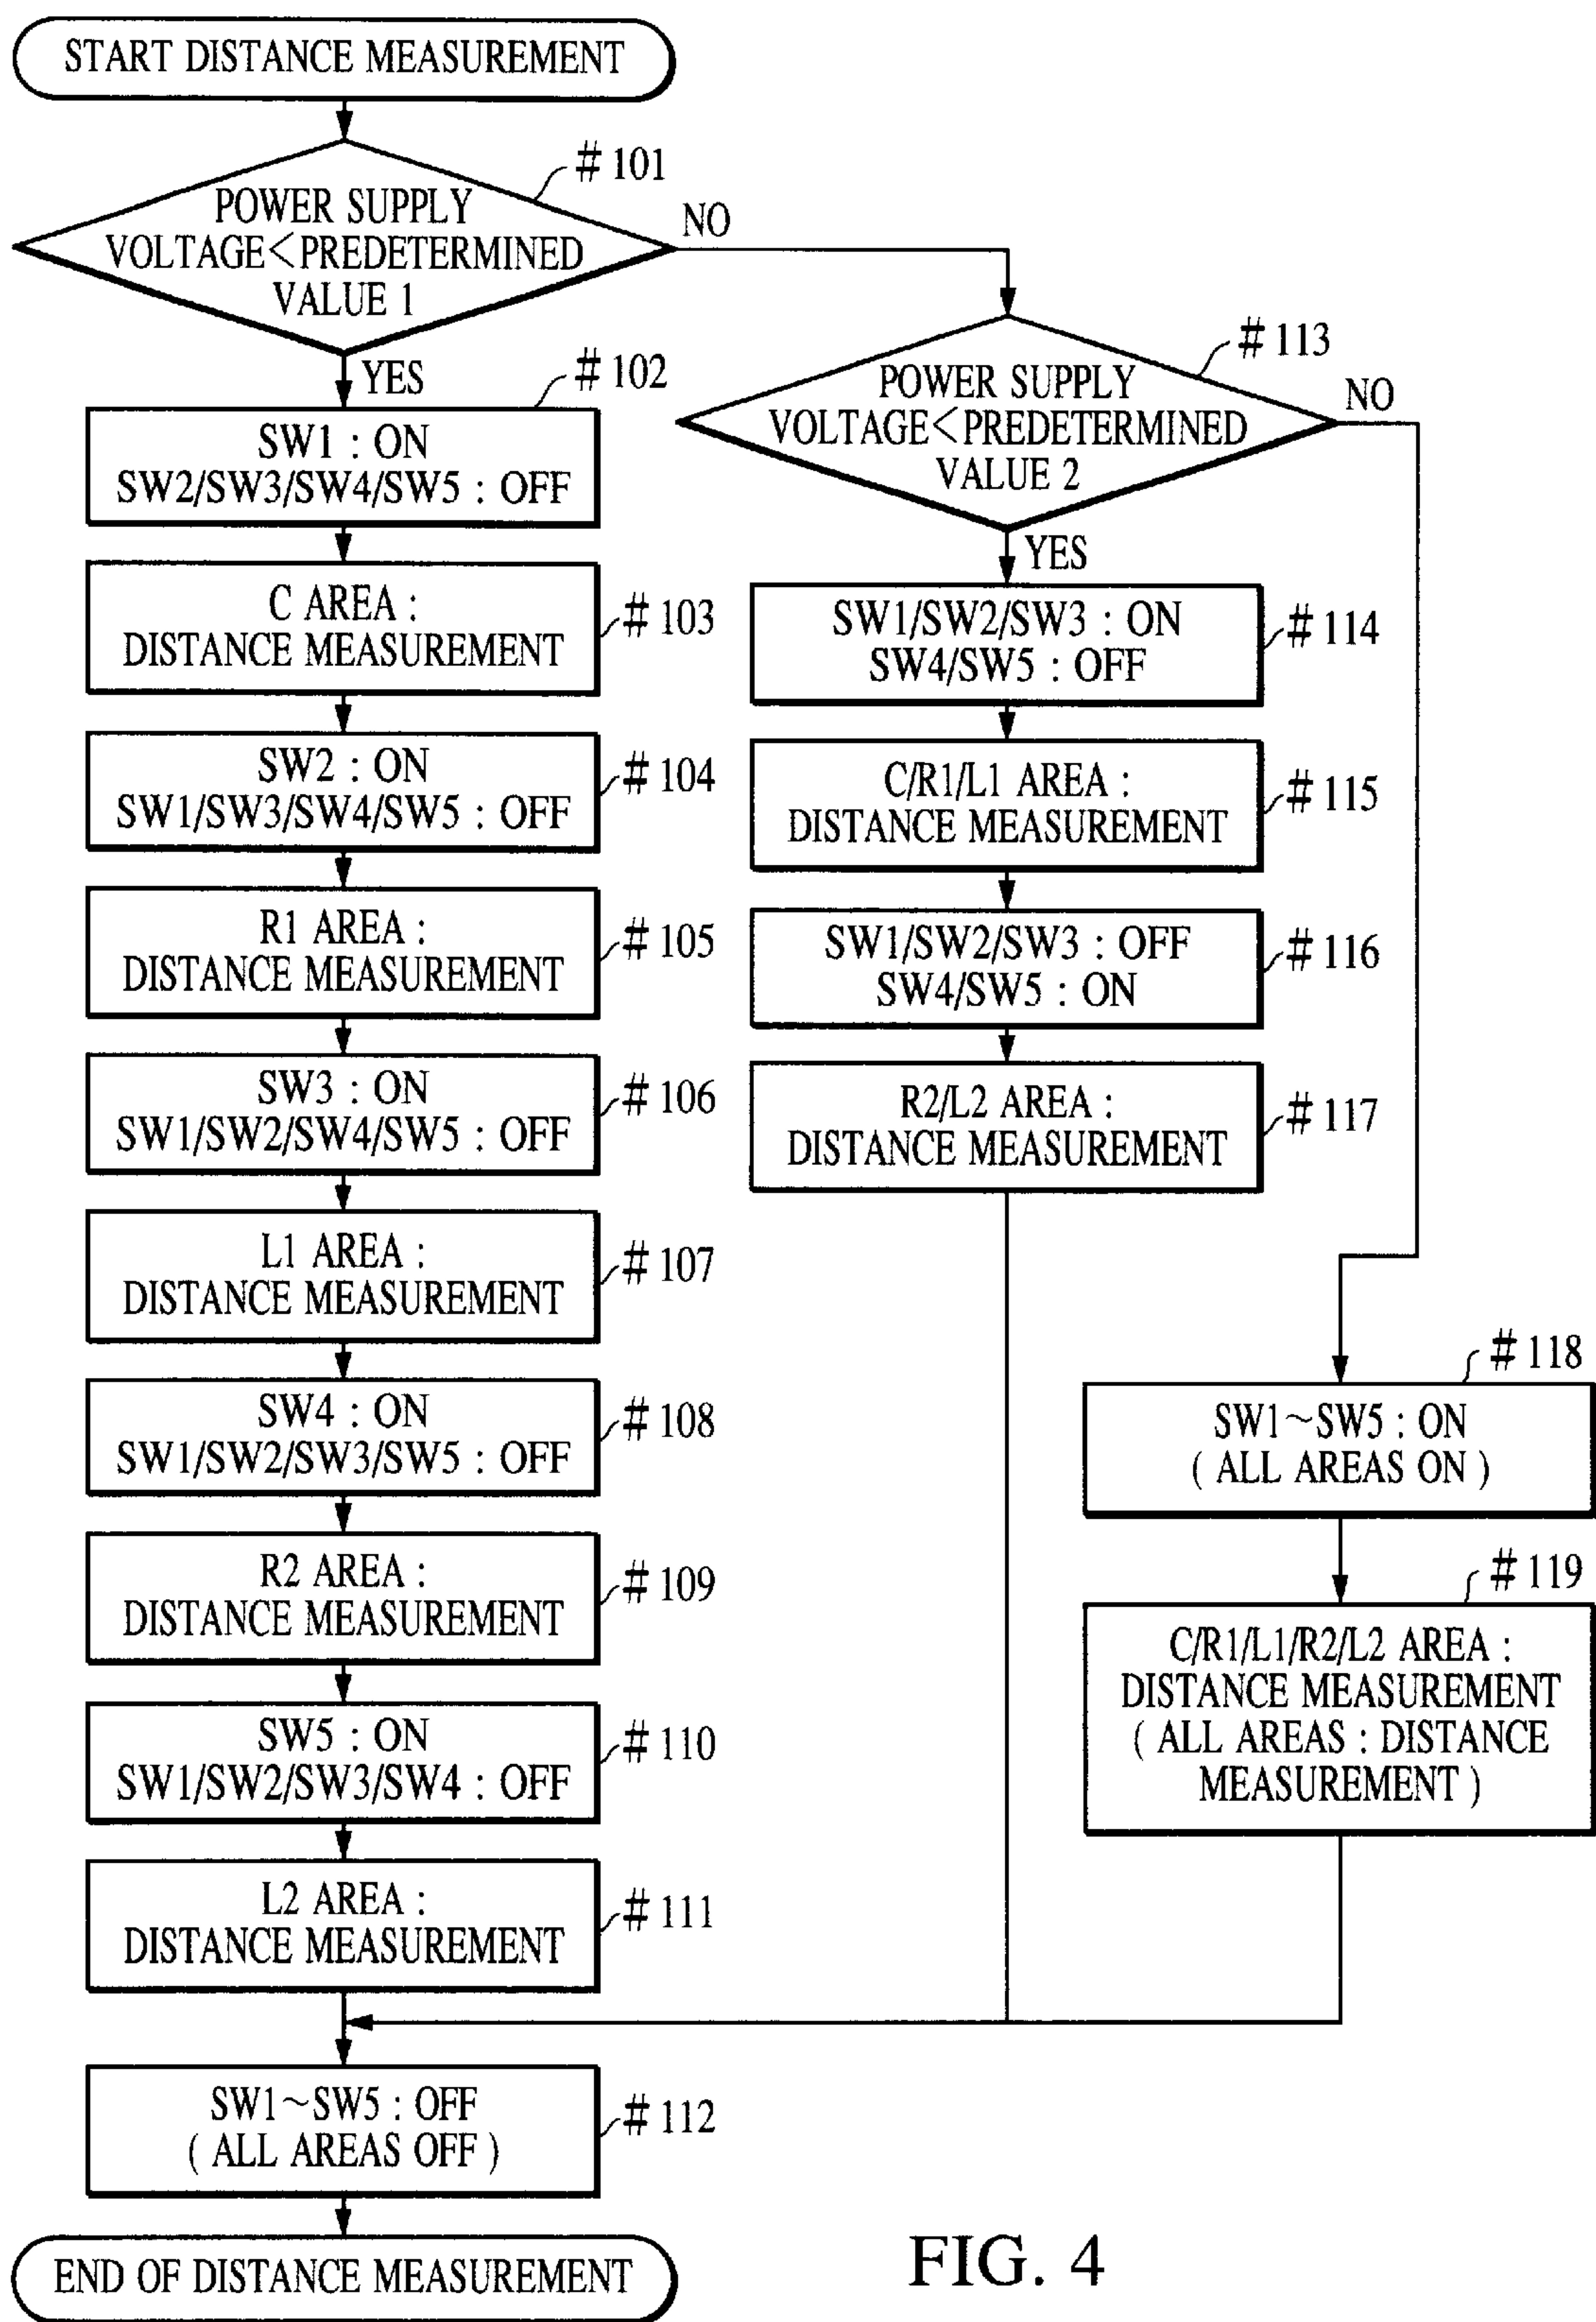 START DISTANCE MEASUREMENT
# 101
POWER SUPPLY
VOLTAGE<PREDETERMINED
VALUE 1
NO
YES
# 102
SW1 : ON
SW2/SW3/SW4/SW5 : OFF
C AREA :
DISTANCE MEASUREMENT
# 103
SW2 : ON
SW1/SW3/SW4/SW5 : OFF
# 104
R1 AREA :
DISTANCE MEASUREMENT
# 105
SW3 : ON
SW1/SW2/SW4/SW5 : OFF
# 106
L1 AREA :
DISTANCE MEASUREMENT
# 107
SW4 : ON
SW1/SW2/SW3/SW5 : OFF
# 108
R2 AREA :
DISTANCE MEASUREMENT
# 109
SW5 : ON
SW1/SW2/SW3/SW4 : OFF
# 110
L2 AREA :
DISTANCE MEASUREMENT
# 111
SW1~SW5 : OFF
( ALL AREAS OFF )
# 112
END OF DISTANCE MEASUREMENT
# 113
POWER SUPPLY
VOLTAGE<PREDETERMINED
VALUE 2
NO
YES
SW1/SW2/SW3 : ON
SW4/SW5 : OFF
# 114
C/R1/L1 AREA :
DISTANCE MEASUREMENT
# 115
SW1/SW2/SW3 : OFF
SW4/SW5 : ON
# 116
R2/L2 AREA :
DISTANCE MEASUREMENT
# 117
# 118
SW1~SW5 : ON
( ALL AREAS ON )
# 119
C/R1/L1/R2/L2 AREA :
DISTANCE MEASUREMENT
( ALL AREAS : DISTANCE
MEASUREMENT )
FIG. 4